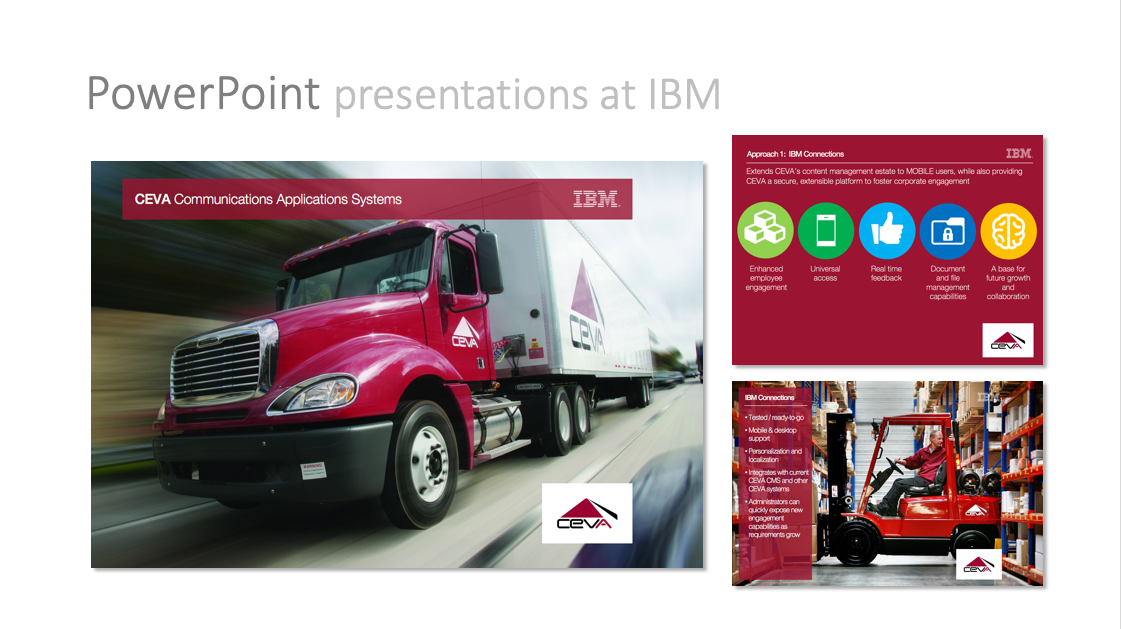 PowerPoint presentations at IBM
CEVA Communications Applications Systems
IBM
CEVA
CEVA
CEVA
Approach 1: IBM Connections
IBM
Extends CEVA's content management estate to MOBILE users, while also providing
CEVA a secure, extensible platform to foster corporate engagement
Enhanced
employee
engagement
Universal
access
Real time
feedback
Document
and file
management
capabilities
A base for
future growth
and
collaboration
CEVA
IBM Connections
IBM
• Tested / ready-to-go
• Mobile & desktop
support
• Personalization and
localization
• Integrates with current
CEVA CMS and other
CEVA systems
• Administrators can
quickly expose new
engagement
capabilities as
requirements grow
CEVA
CEVA